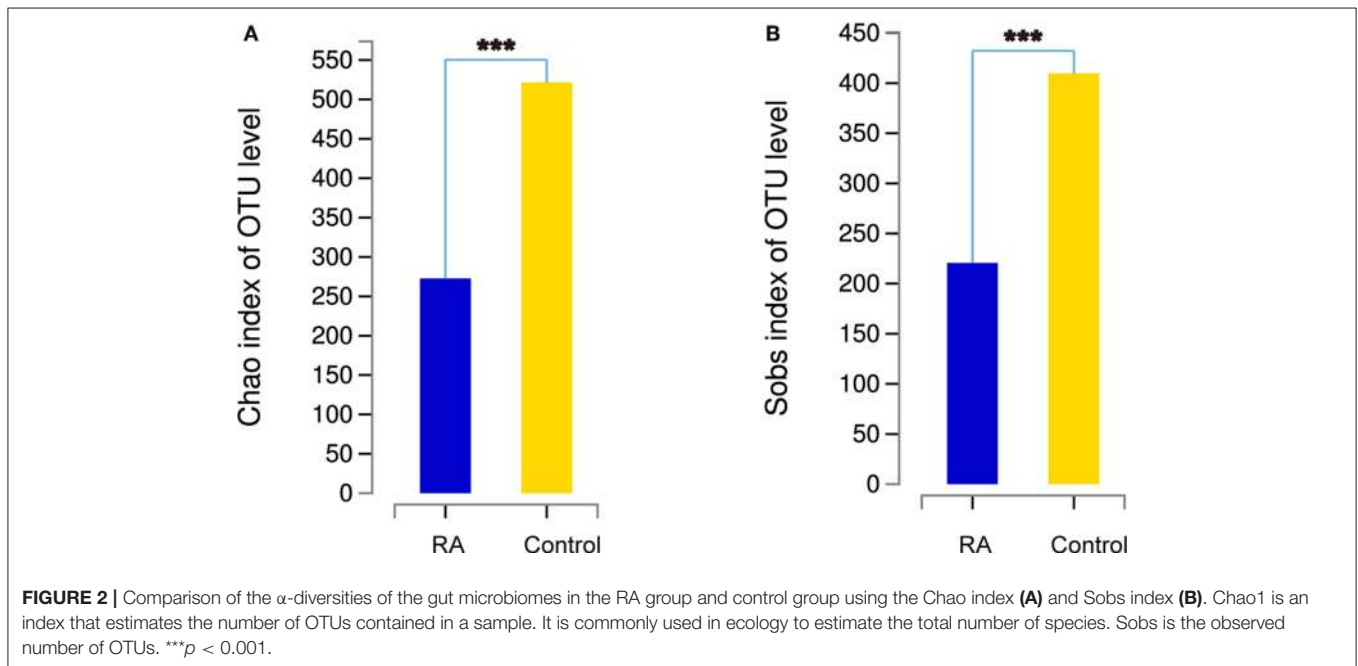 A
***
Chao index of OTU level
550
500
450
400
350
300
250
200
150
100
50
0
RA
Control
B
***
Sobs index of OTU level
450
400
350
300
250
200
150
100
50
0
RA
Control
FIGURE 2 | Comparison of the α-diversities of the gut microbiomes in the RA group and control group using the Chao index (A) and Sobs index (B). Chao1 is an
index that estimates the number of OTUs contained in a sample. It is commonly used in ecology to estimate the total number of species. Sobs is the observed
number of OTUs. ***p < 0.001.